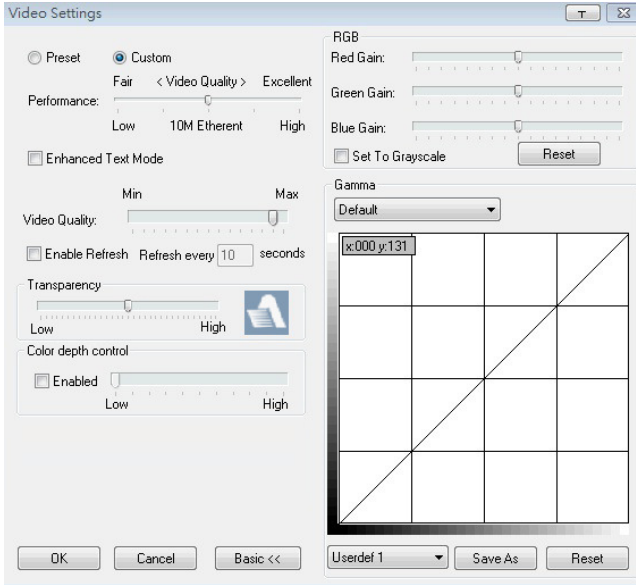 Video Settings
T
Preset
Custom
Fair < Video Quality > Excellent
Performance:
Low 10M Etherent High
Enhanced Text Mode
Min Max
Video Quality:
Enable Refresh Refresh every 10 seconds
Transparency
Low High
Color depth control
Enabled
Low High
OK
Cancel
Basic <<
RGB
Red Gain:
Green Gain:
Blue Gain:
Set To Grayscale
Reset
Gamma
Default
x:000 y:131
Userdef 1
Save As
Reset